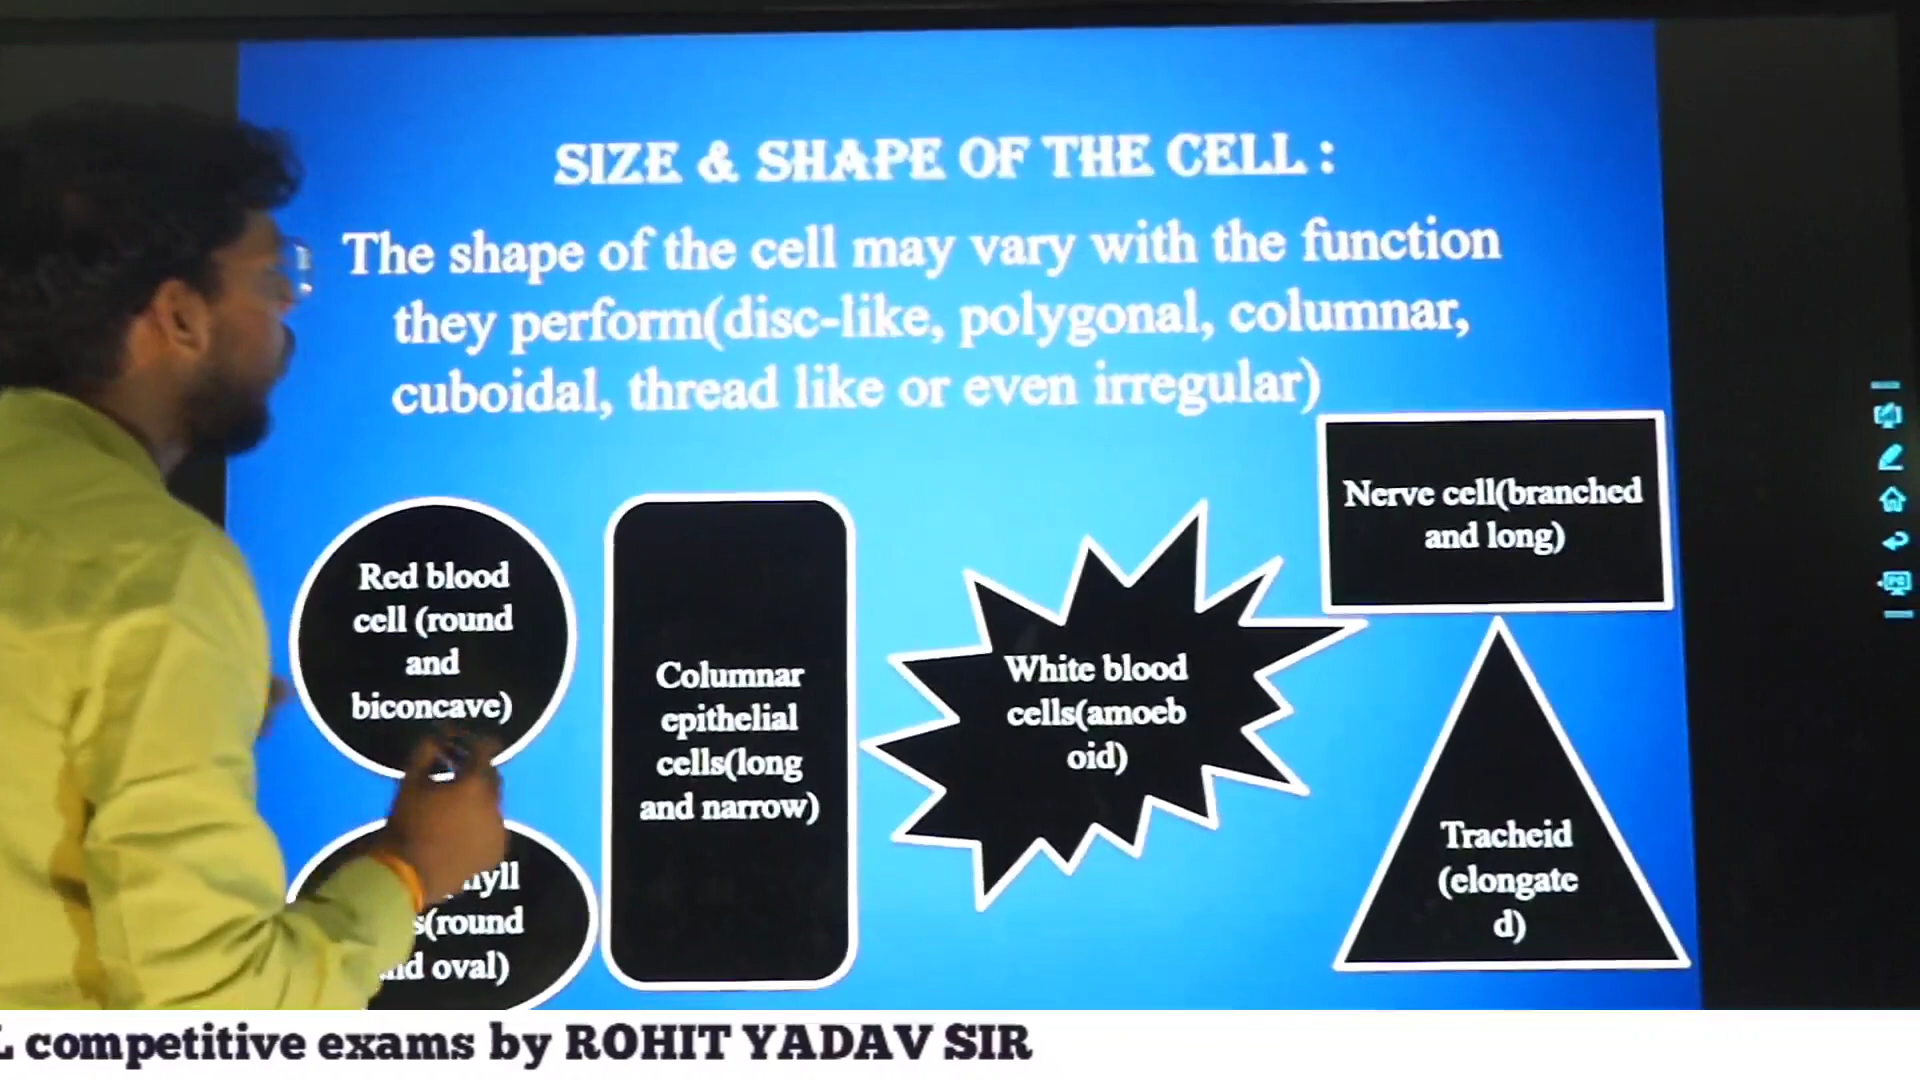 SIZE & SHAPE OF THE CELL :
The shape of the cell may vary with the function
they perform(disc-like, polygonal, columnar,
cuboidal, thread like or even irregular)
Nerve cell(branched
and long)
Red blood
cell (round
and
biconcave)
Columnar
epithelial
cells(long
and narrow)
White blood
cells(amoeb
oid)
Tracheid
(elongate
d)
s(round
oval)
competitive exams by ROHIT YADAV SIR